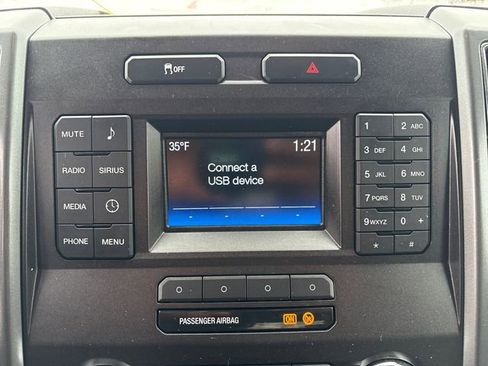 OFF
35°F 1:21
Connect a
USB device
MUTE
RADIO SIRIUS
MEDIA
PHONE MENU
1 2 ABC
3 DEF 4 GHI
5 JKL 6 MNO
7 PQRS 8 TUV
9 WXYZ 0 +
* #
PASSENGER AIRBAG